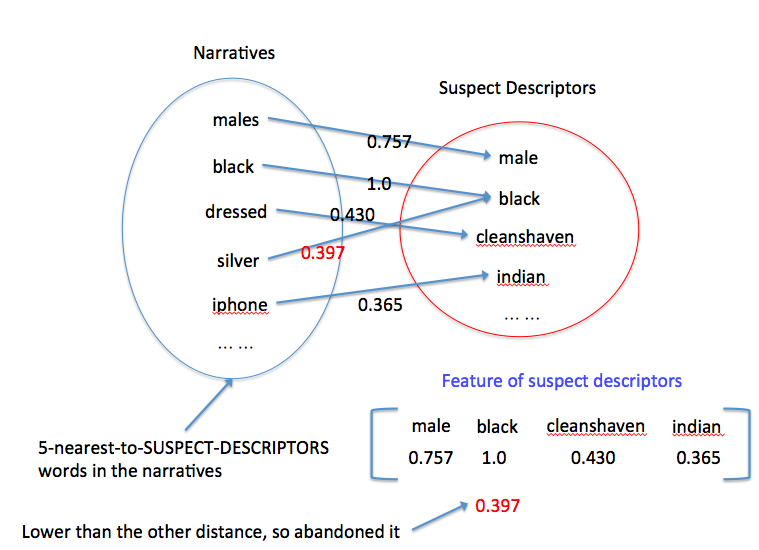 Narratives
Suspect Descriptors
males
0.757
male
black
1.0
black
dressed
0.430
cleanshaven
silver
0.397
indian
iphone
0.365
... ...
... ...
Feature of suspect descriptors
male black cleanshaven indian
0.757 1.0 0.430 0.365
5-nearest-to-SUSPECT-DESCRIPTORS
words in the narratives
0.397
Lower than the other distance, so abandoned it